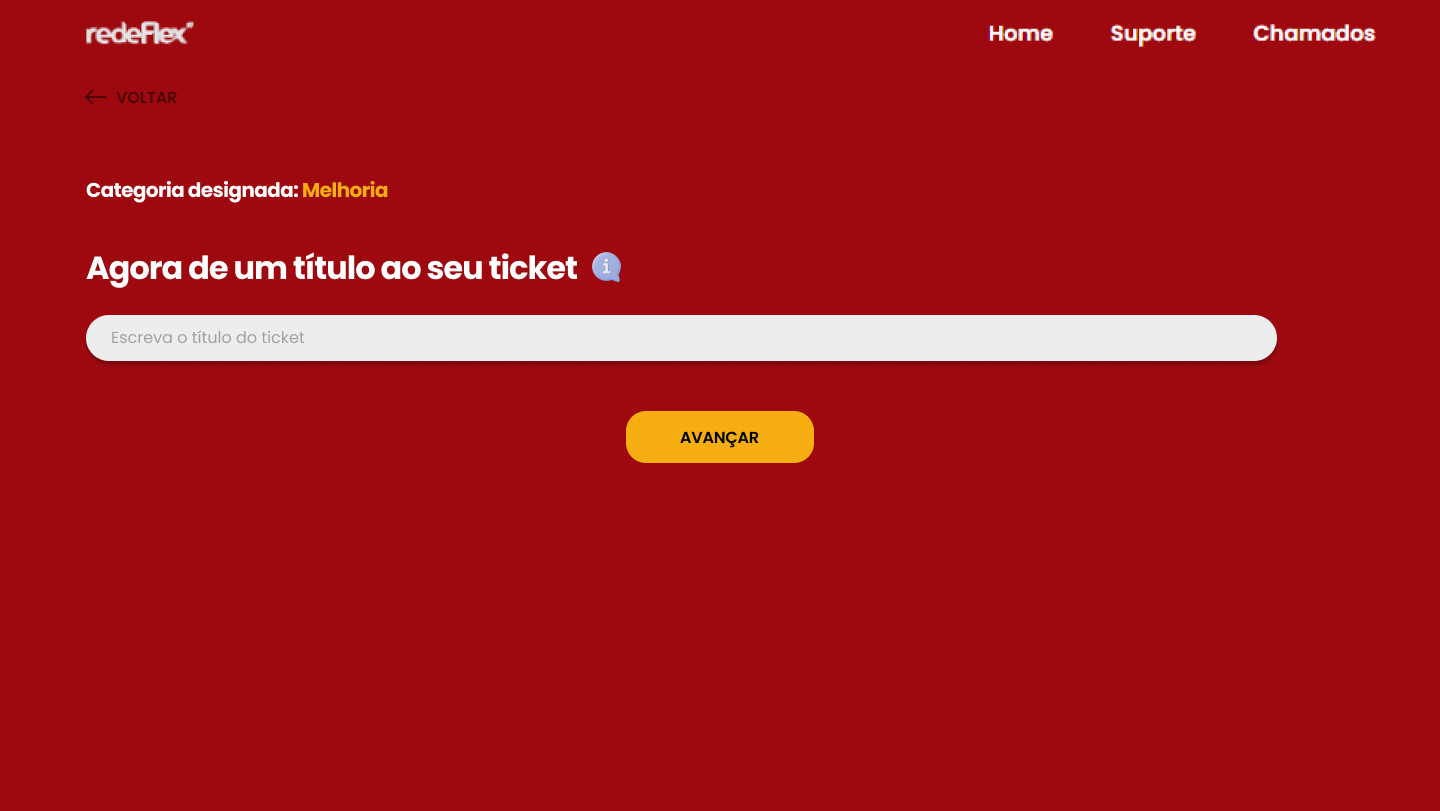 redeFlex
Home Suporte Chamados
VOLTAR
Categoria designada: Melhoria
Agora de um título ao seu ticket
Escreva o título do ticket
AVANÇAR